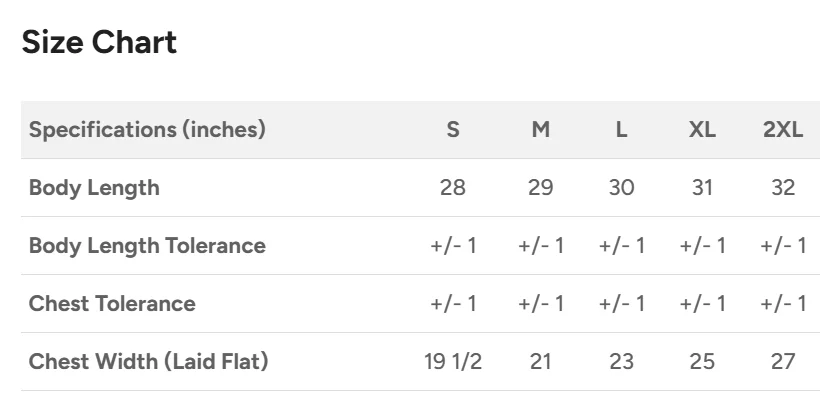 Size Chart
Specifications (inches) S M L XL 2XL
Body Length 28 29 30 31 32
Body Length Tolerance +/- 1 +/- 1 +/- 1 +/- 1 +/- 1
Chest Tolerance +/- 1 +/- 1 +/- 1 +/- 1 +/- 1
Chest Width (Laid Flat) 19 1/2 21 23 25 27